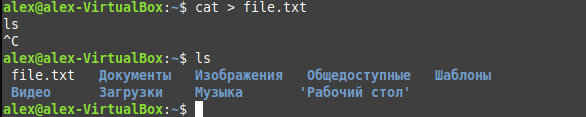 alex@alex-VirtualBox:~$ cat > file.txt
ls
^C
alex@alex-VirtualBox:~$ ls
file.txt Документы Изображения Общедоступные Шаблоны
Видео Загрузки Музыка 'Рабочий стол'
alex@alex-VirtualBox:~$